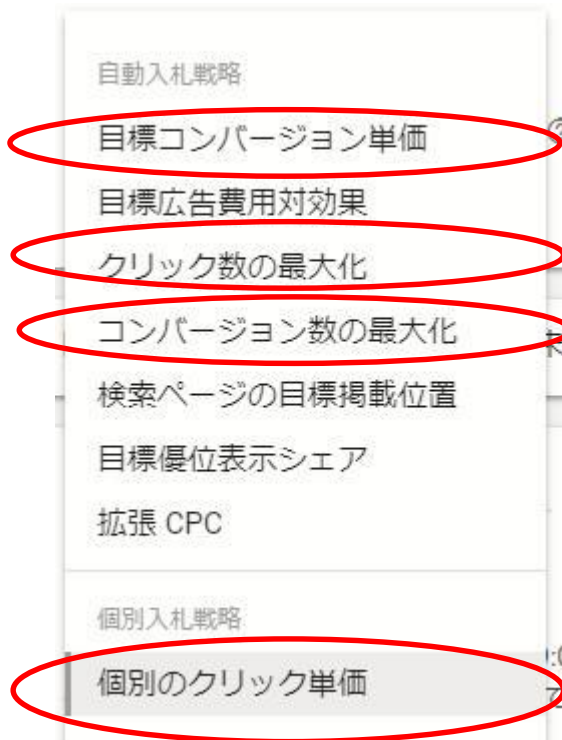 自動入札戦略
目標コンバージョン単価
目標広告費用対効果
クリック数の最大化
コンバージョン数の最大化
検索ページの目標掲載位置
目標優位表示シェア
拡張 CPC
個別入札戦略
個別のクリック単価